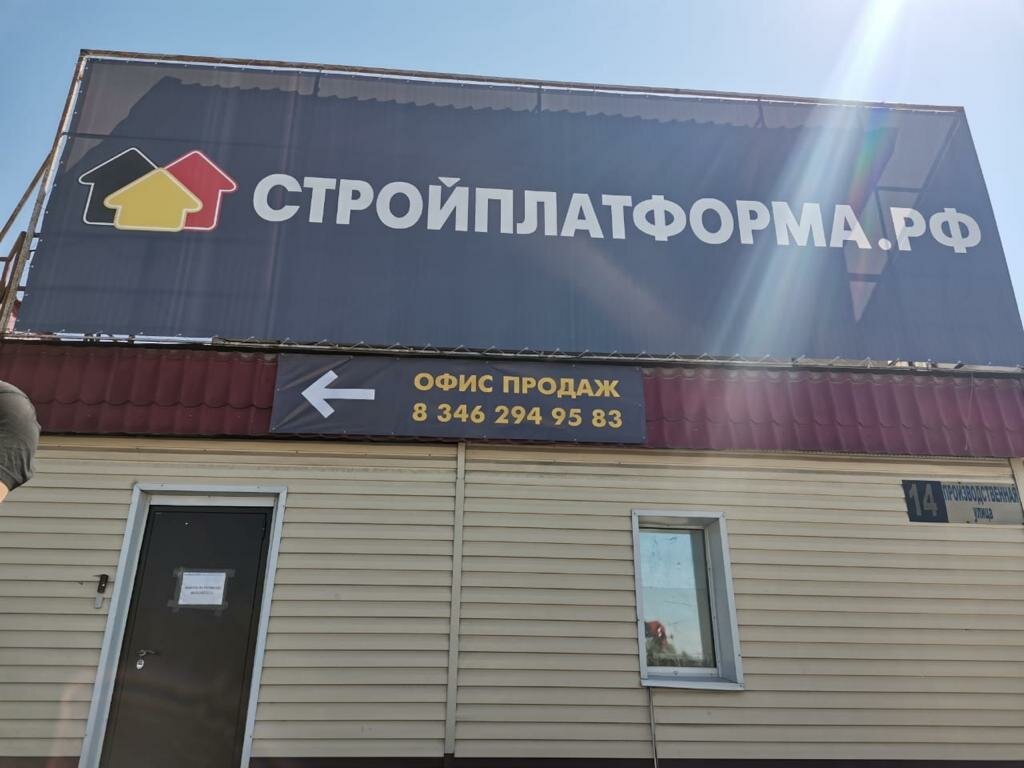 СТРОЙПЛАТФОРМА.РФ
ОФИС ПРОДАЖ
8 346 294 95 83
14
ПРОИЗВОДСТВЕННАЯ
улица